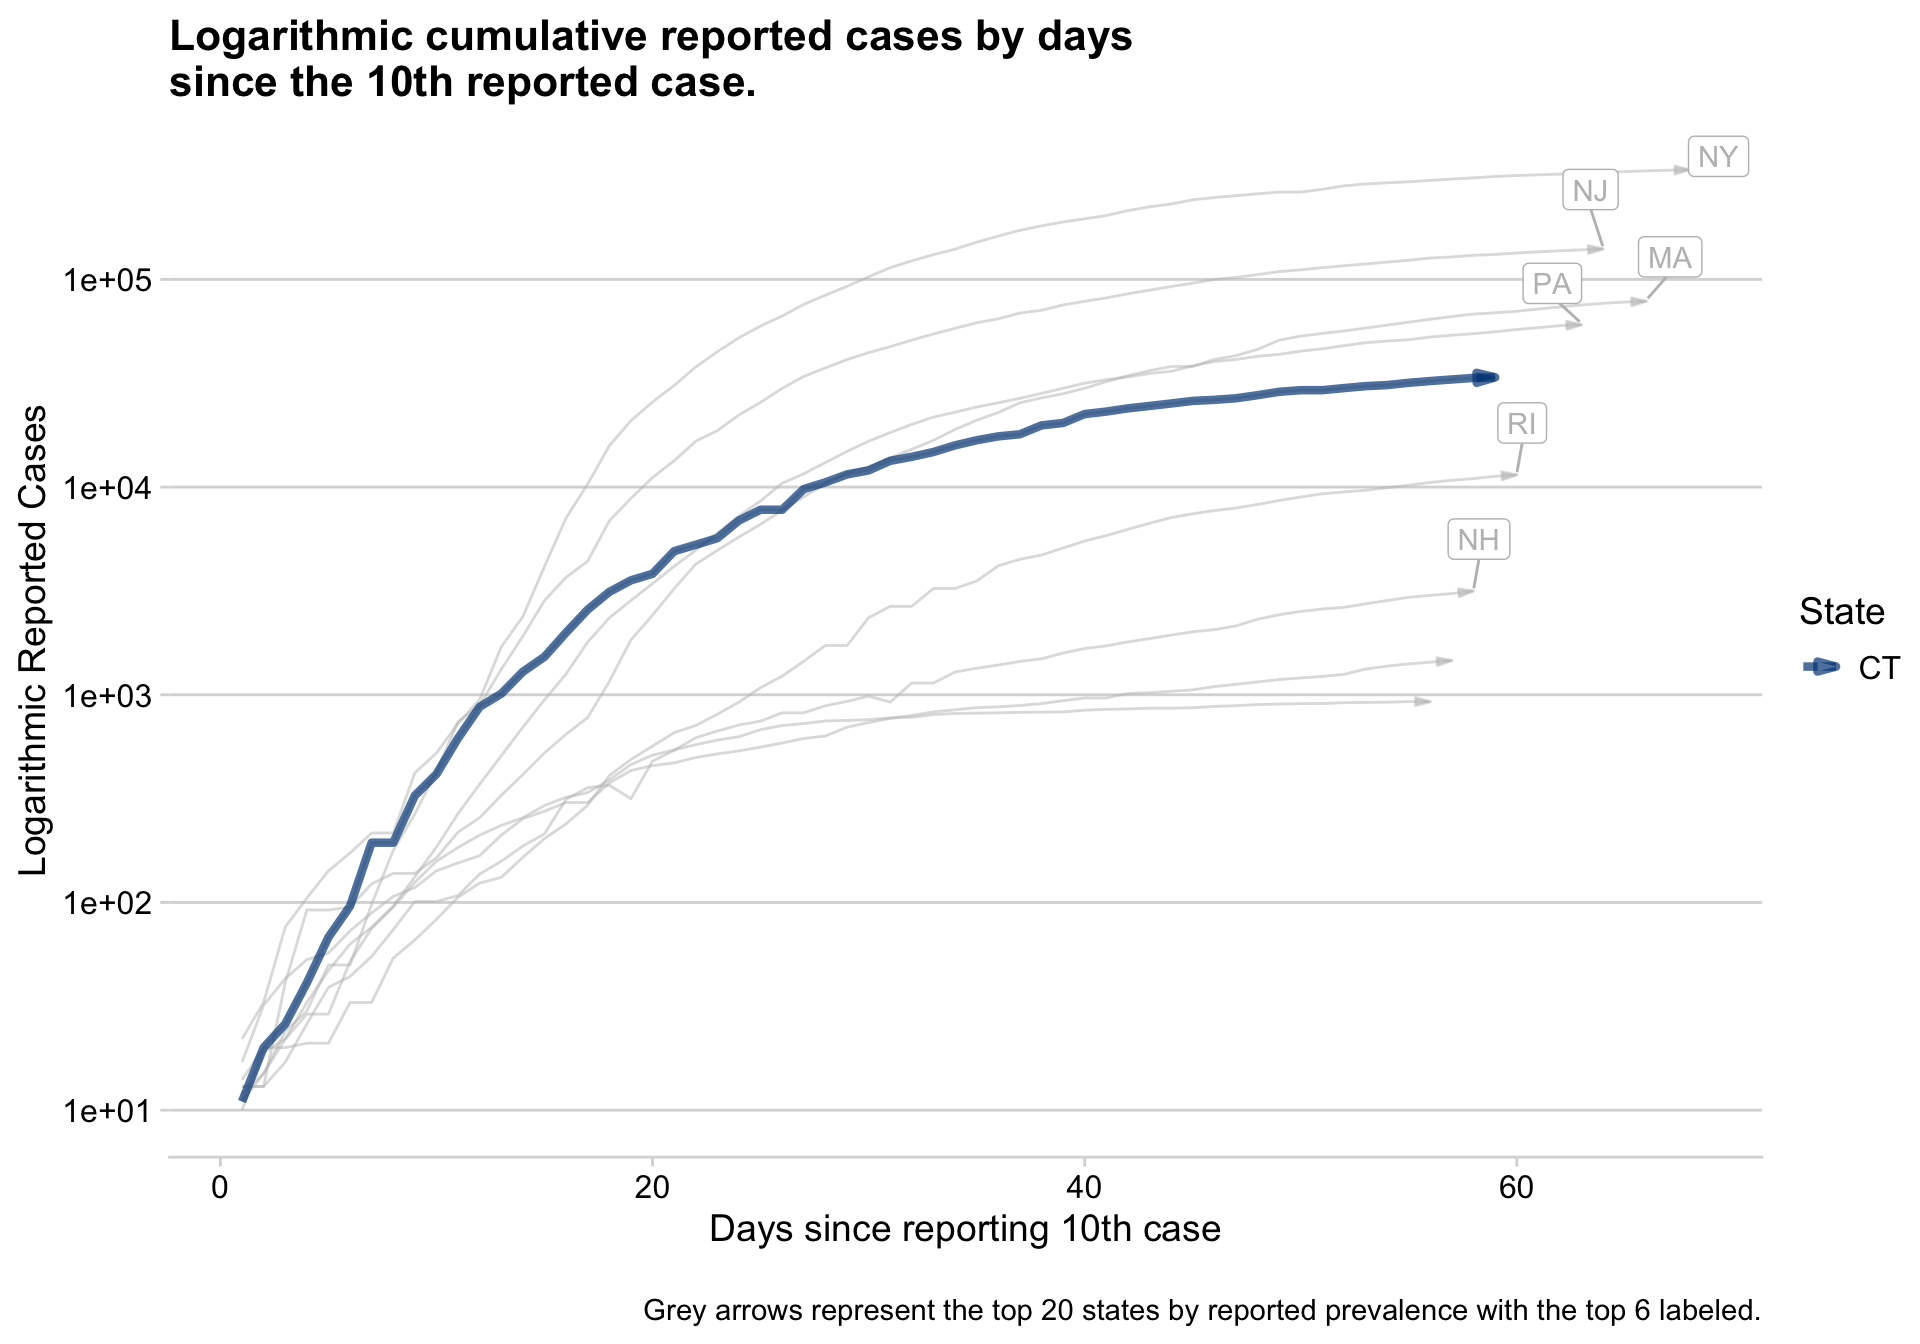 Logarithmic cumulative reported cases by days
since the 10th reported case.
NY
NJ
MA
PA
RI
NH
1e+05
1e+04
1e+03
1e+02
1e+01
Logarithmic Reported Cases
0 20 40 60
Days since reporting 10th case
State
CT
Grey arrows represent the top 20 states by reported prevalence with the top 6 labeled.